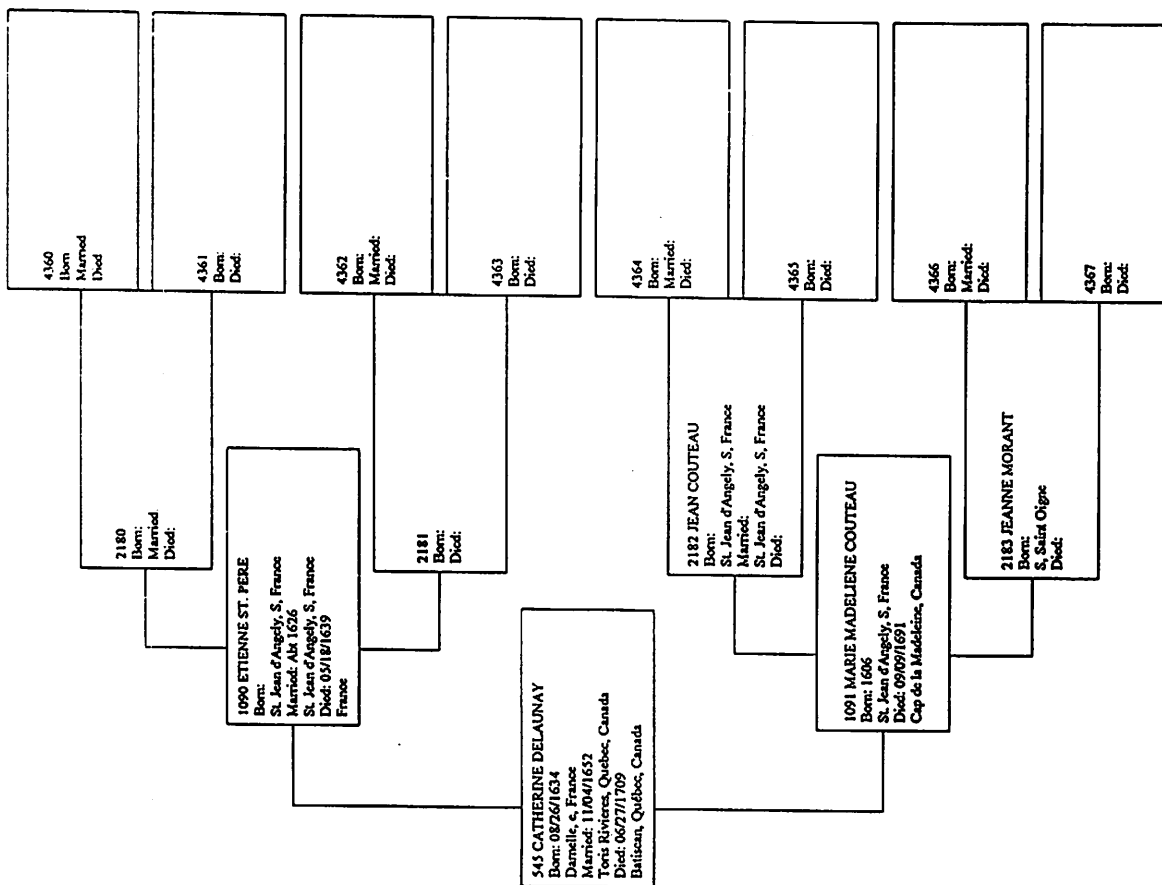 545 CATHERINE DELAUNAY
Born: 08/26/1634
Damelle, e, France
Married: 11/04/1652
Toris Rivieres, Quebec, Canada
Died: 06/27/1709
Batiscan, Québec, Canada
1090 ETIENNE ST. PERE
Born:
St. Jean d'Angely, S, France
Married: Abt 1626
St. Jean d'Angely, S, France
Died: 05/18/1639
France
1091 MARIE MADELIENE COUTEAU
Born: 1606
St. Jean d'Angely, S, France
Died: 09/09/1691
Cap de la Madeleine, Canada
2180
Born:
Married:
Died:
2181
Born:
Died:
2182 JEAN COUTEAU
Born:
St. Jean d'Angely, S, France
Married:
St. Jean d'Angely, S, France
Died:
2183 JEANNE MORANT
Born:
S, Saint Oigne
Died:
4360
Born
Married
Died
4361
Born:
Died:
4362
Born:
Married:
Died:
4363
Born:
Died:
4364
Born:
Married:
Died:
4365
Born:
Died:
4366
Born:
Married:
Died:
4367
Born:
Died: